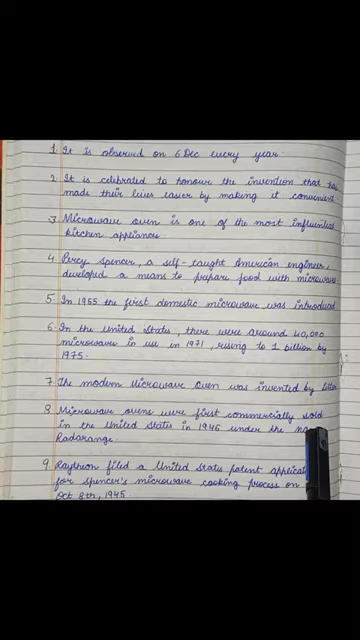 1. It is observed on 6 Dec every year.
2. It is celebrated to honour the invention that has
made their lives easier by making it convenient
3. Microwave oven is one of the most influential
kitchen appliance
4. Percy Spencer, a self-taught American engineer,
developed a means to prepare food with microwave
5. In 1955 the first domestic microwave was introduced
6. In the United States, there were around 40,000
microwave in use in 1971, rising to 1 billion by
1975.
7. The modern Microwave Oven was invented by
8. Microwave ovens were first commercially sold
in the United States in 1946 under the
Radarange.
9. Raytheon filed a United States patent applicat
for Spencer's microwave cooking process on
Oct 8th, 1945.